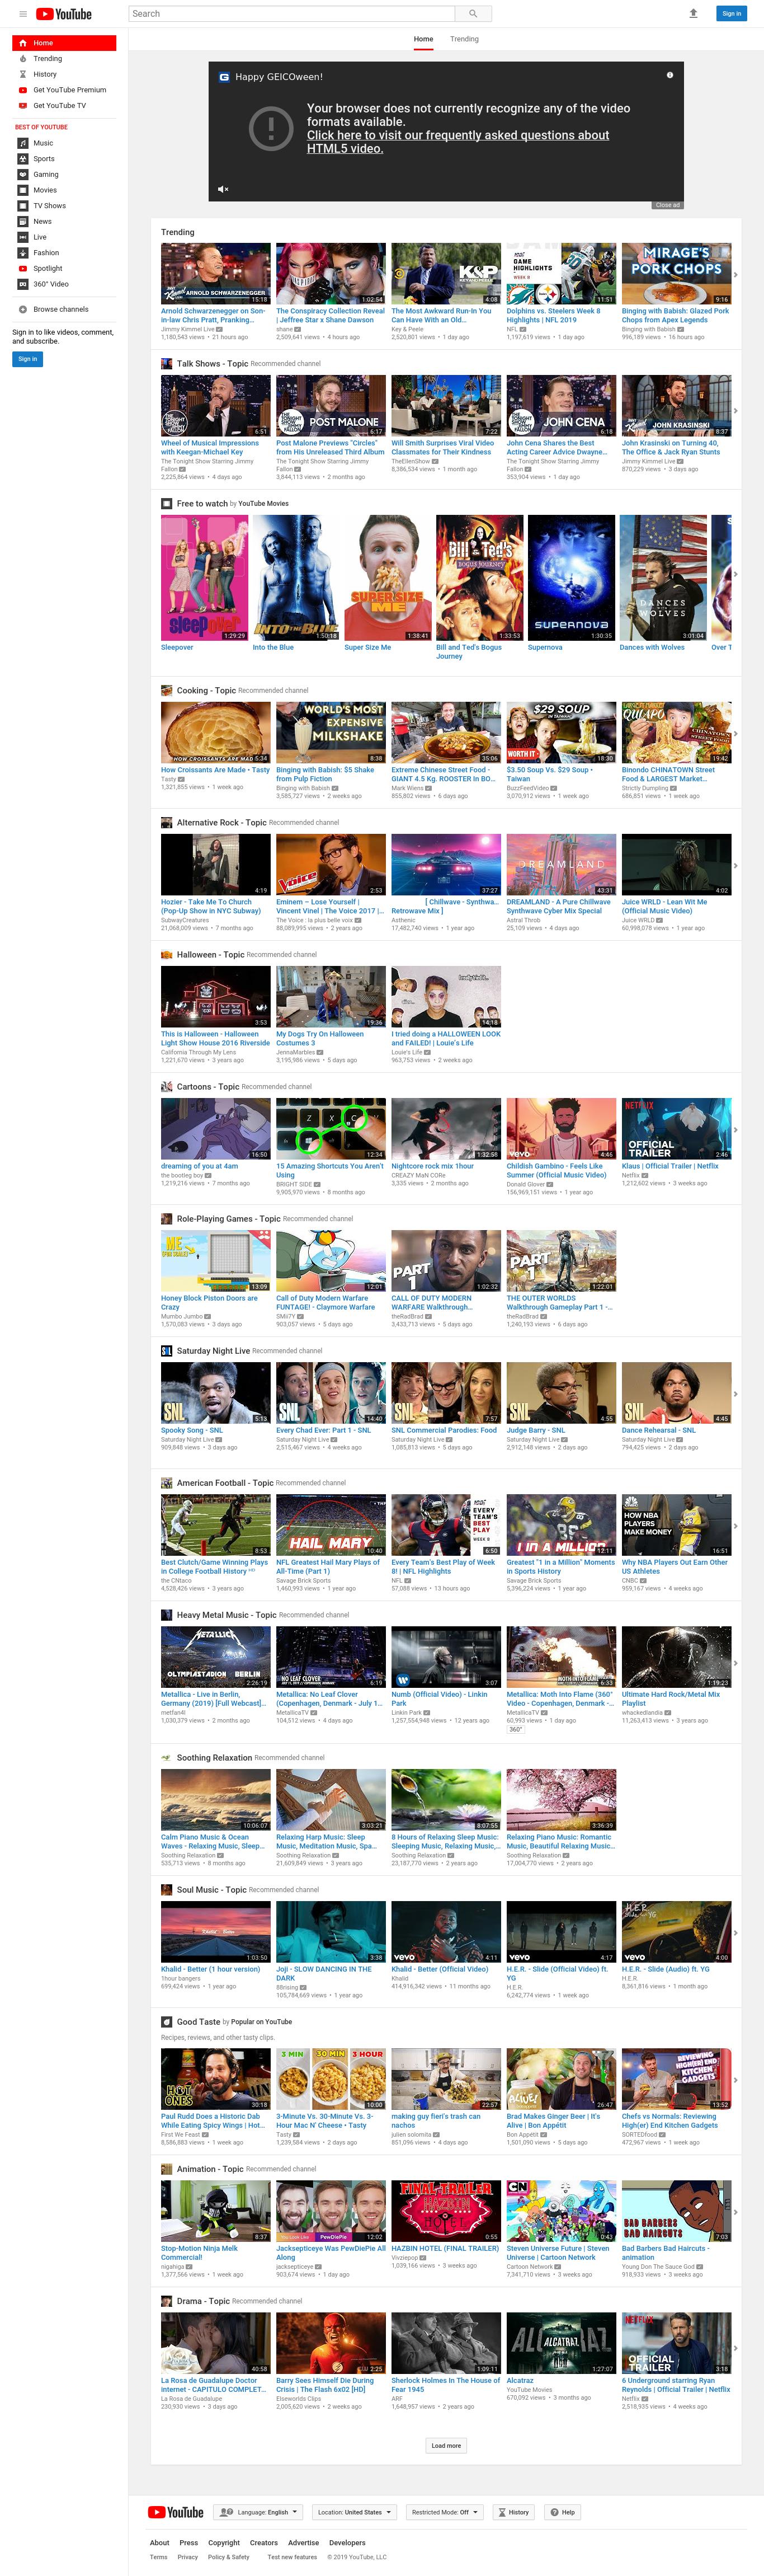 YouTube
Search
Sign in
Home
Trending
History
Get YouTube Premium
Get YouTube TV
BEST OF YOUTUBE
Music
Sports
Gaming
Movies
TV Shows
News
Live
Fashion
Spotlight
360° Video
Browse channels
Sign in to like videos, comment, and subscribe.
Sign in
Home Trending
Happy GEICOween!
Your browser does not currently recognize any of the video
formats available.
Click here to visit our frequently asked questions about
HTML5 video.
Close ad
Trending
Arnold Schwarzenegger on Son-in-law Chris Pratt, Pranking...
Jimmy Kimmel Live
1,180,543 views • 21 hours ago
The Conspiracy Collection Reveal | Jeffree Star x Shane Dawson
shane
2,509,641 views • 4 hours ago
The Most Awkward Run-In You Can Have With an Old...
Key & Peele
2,520,801 views • 1 day ago
Dolphins vs. Steelers Week 8 Highlights | NFL 2019
NFL
1,197,619 views • 1 day ago
Binging with Babish: Glazed Pork Chops from Apex Legends
Binging with Babish
996,189 views • 16 hours ago
Talk Shows - Topic Recommended channel
Wheel of Musical Impressions with Keegan-Michael Key
The Tonight Show Starring Jimmy Fallon
2,225,864 views • 4 days ago
Post Malone Previews "Circles" from His Unreleased Third Album
The Tonight Show Starring Jimmy Fallon
3,844,113 views • 2 months ago
Will Smith Surprises Viral Video Classmates for Their Kindness
TheEllenShow
8,386,534 views • 1 month ago
John Cena Shares the Best Acting Career Advice Dwayne...
The Tonight Show Starring Jimmy Fallon
353,904 views • 1 day ago
John Krasinski on Turning 40, The Office & Jack Ryan Stunts
Jimmy Kimmel Live
870,229 views • 3 days ago
Free to watch by YouTube Movies
Sleepover
Into the Blue
Super Size Me
Bill and Ted's Bogus Journey
Supernova
Dances with Wolves
Over T
Cooking - Topic Recommended channel
How Croissants Are Made • Tasty
Tasty
1,321,855 views • 1 week ago
Binging with Babish: $5 Shake from Pulp Fiction
Binging with Babish
3,585,727 views • 2 weeks ago
Extreme Chinese Street Food - GIANT 4.5 Kg. ROOSTER IN BO...
Mark Wiens
855,802 views • 6 days ago
$3.50 Soup Vs. $29 Soup • Taiwan
BuzzFeedVideo
3,070,912 views • 1 week ago
Binondo CHINATOWN Street Food & LARGEST Market...
Strictly Dumpling
686,851 views • 1 week ago
Alternative Rock - Topic Recommended channel
Hozier - Take Me To Church (Pop-Up Show in NYC Subway)
SubwayCreatures
21,068,009 views • 7 months ago
Eminem – Lose Yourself | Vincent Vinel | The Voice 2017 |...
The Voice : la plus belle voix
88,089,995 views • 2 years ago
[ Chillwave - Synthwa... Retrowave Mix ]
Asthenic
17,482,740 views • 1 year ago
DREAMLAND - A Pure Chillwave Synthwave Cyber Mix Special
Astral Throb
25,109 views • 4 days ago
Juice WRLD - Lean Wit Me (Official Music Video)
Juice WRLD
60,998,078 views • 1 year ago
Halloween - Topic Recommended channel
This is Halloween - Halloween Light Show House 2016 Riverside
California Through My Lens
1,221,670 views • 3 years ago
My Dogs Try On Halloween Costumes 3
JennaMarbles
3,195,986 views • 5 days ago
I tried doing a HALLOWEEN LOOK and FAILED! | Louie's Life
Louie's Life
963,753 views • 2 weeks ago
Cartoons - Topic Recommended channel
dreaming of you at 4am
the bootleg boy
1,219,216 views • 7 months ago
15 Amazing Shortcuts You Aren't Using
BRIGHT SIDE
9,905,970 views • 8 months ago
Nightcore rock mix 1hour
CREAZY MaN CORe
3,335 views • 2 months ago
Childish Gambino - Feels Like Summer (Official Music Video)
Donald Glover
156,969,151 views • 1 year ago
Klaus | Official Trailer | Netflix
Netflix
1,212,602 views • 3 weeks ago
Role-Playing Games - Topic Recommended channel
Honey Block Piston Doors are Crazy
Mumbo Jumbo
1,570,083 views • 3 days ago
Call of Duty Modern Warfare FUNTAGE! - Claymore Warfare
SMii7Y
903,057 views • 5 days ago
CALL OF DUTY MODERN WARFARE Walkthrough...
theRadBrad
3,433,713 views • 5 days ago
THE OUTER WORLDS Walkthrough Gameplay Part 1 -...
theRadBrad
1,240,193 views • 6 days ago
Saturday Night Live Recommended channel
Spooky Song - SNL
Saturday Night Live
909,848 views • 3 days ago
Every Chad Ever: Part 1 - SNL
Saturday Night Live
2,515,467 views • 4 weeks ago
SNL Commercial Parodies: Food
Saturday Night Live
1,085,813 views • 5 days ago
Judge Barry - SNL
Saturday Night Live
2,912,148 views • 2 days ago
Dance Rehearsal - SNL
Saturday Night Live
794,425 views • 2 days ago
American Football - Topic Recommended channel
Best Clutch/Game Winning Plays in College Football History ᴴᴰ
the CNtaco
4,528,426 views • 3 years ago
NFL Greatest Hail Mary Plays of All-Time (Part 1)
Savage Brick Sports
1,460,993 views • 1 year ago
Every Team's Best Play of Week 8! | NFL Highlights
NFL
57,088 views • 13 hours ago
Greatest "1 in a Million" Moments in Sports History
Savage Brick Sports
5,396,224 views • 1 year ago
Why NBA Players Out Earn Other US Athletes
CNBC
959,167 views • 4 weeks ago
Heavy Metal Music - Topic Recommended channel
Metallica - Live in Berlin, Germany (2019) [Full Webcast]...
metfan4l
1,030,379 views • 2 months ago
Metallica: No Leaf Clover (Copenhagen, Denmark - July 1...
MetallicaTV
104,512 views • 4 days ago
Numb (Official Video) - Linkin Park
Linkin Park
1,257,554,948 views • 12 years ago
Metallica: Moth Into Flame (360° Video - Copenhagen, Denmark -...
MetallicaTV
60,993 views • 1 day ago
360°
Ultimate Hard Rock/Metal Mix Playlist
whackedlandia
11,263,413 views • 3 years ago
Soothing Relaxation Recommended channel
Calm Piano Music & Ocean Waves - Relaxing Music, Sleep...
Soothing Relaxation
535,713 views • 8 months ago
Relaxing Harp Music: Sleep Music, Meditation Music, Spa...
Soothing Relaxation
21,609,849 views • 3 years ago
8 Hours of Relaxing Sleep Music: Sleeping Music, Relaxing Music,...
Soothing Relaxation
23,187,770 views • 2 years ago
Relaxing Piano Music: Romantic Music, Beautiful Relaxing Music...
Soothing Relaxation
17,004,770 views • 2 years ago
Soul Music - Topic Recommended channel
Khalid - Better (1 hour version)
1hour bangers
699,424 views • 1 year ago
Joji - SLOW DANCING IN THE DARK
88rising
105,784,669 views • 1 year ago
Khalid - Better (Official Video)
Khalid
414,916,342 views • 11 months ago
H.E.R. - Slide (Official Video) ft. YG
H.E.R.
6,242,774 views • 1 week ago
H.E.R. - Slide (Audio) ft. YG
H.E.R.
8,361,816 views • 1 month ago
Good Taste by Popular on YouTube
Recipes, reviews, and other tasty clips.
Paul Rudd Does a Historic Dab While Eating Spicy Wings | Hot...
First We Feast
8,586,883 views • 1 week ago
3-Minute Vs. 30-Minute Vs. 3-Hour Mac N' Cheese • Tasty
Tasty
1,239,584 views • 2 days ago
making guy fieri's trash can nachos
julien solomita
851,096 views • 4 days ago
Brad Makes Ginger Beer | It's Alive | Bon Appétit
Bon Appétit
1,501,090 views • 5 days ago
Chefs vs Normals: Reviewing High(er) End Kitchen Gadgets
SORTEDfood
472,967 views • 1 week ago
Animation - Topic Recommended channel
Stop-Motion Ninja Melk Commercial!
nigahiga
1,377,566 views • 1 week ago
Jacksepticeye Was PewDiePie All Along
jacksepticeye
903,674 views • 1 day ago
HAZBIN HOTEL (FINAL TRAILER)
Vivziepop
1,039,166 views • 3 weeks ago
Steven Universe Future | Steven Universe | Cartoon Network
Cartoon Network
7,341,710 views • 3 weeks ago
Bad Barbers Bad Haircuts - animation
Young Don The Sauce God
918,933 views • 3 weeks ago
Drama - Topic Recommended channel
La Rosa de Guadalupe Doctor internet - CAPITULO COMPLET...
La Rosa de Guadalupe
230,930 views • 3 days ago
Barry Sees Himself Die During Crisis | The Flash 6x02 [HD]
Elseworlds Clips
2,005,620 views • 2 weeks ago
Sherlock Holmes In The House of Fear 1945
ARF
1,648,957 views • 2 years ago
Alcatraz
YouTube Movies
670,092 views • 3 months ago
6 Underground starring Ryan Reynolds | Official Trailer | Netflix
Netflix
2,518,935 views • 4 weeks ago
Load more
YouTube Language: English Location: United States Restricted Mode: Off History Help
About Press Copyright Creators Advertise Developers
Terms Privacy Policy & Safety Test new features © 2019 YouTube, LLC